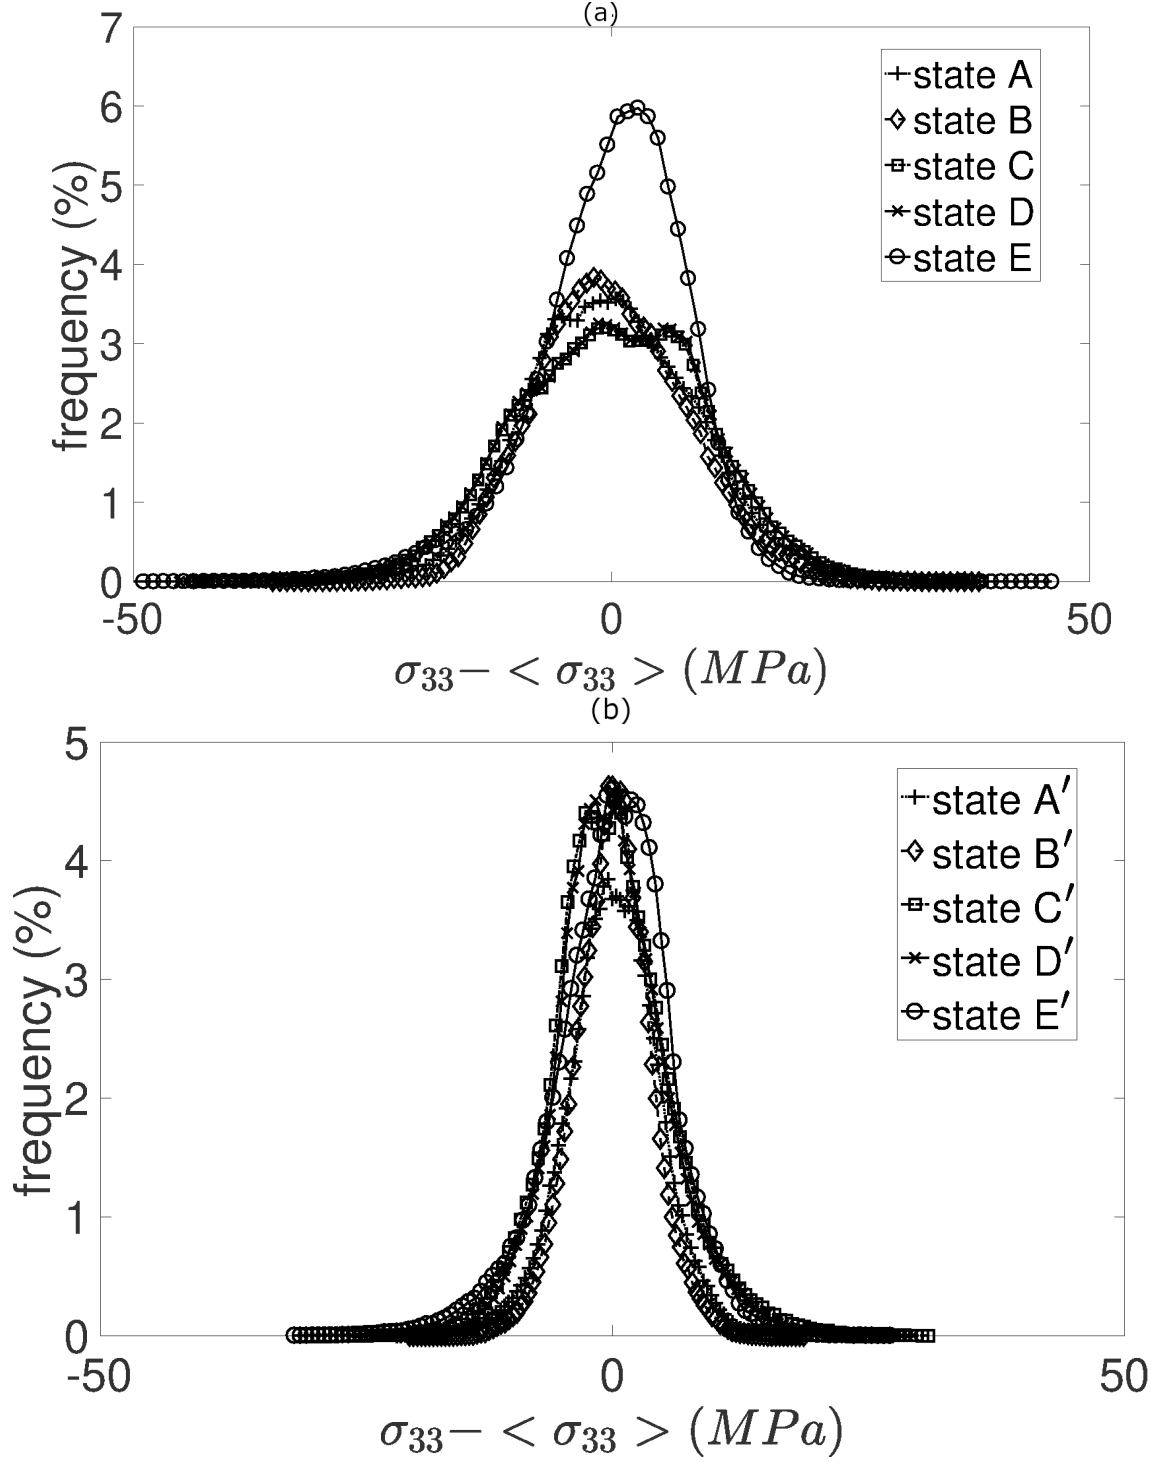 (a)
7
6
5
4
3
2
1
0
frequency (%)
state A
state B
state C
state D
state E
-50
0
50
σ33− < σ33 > (MPa)
(b)
5
4
3
2
1
0
frequency (%)
state A′
state B′
state C′
state D′
state E′
-50
0
50
σ33− < σ33 > (MPa)